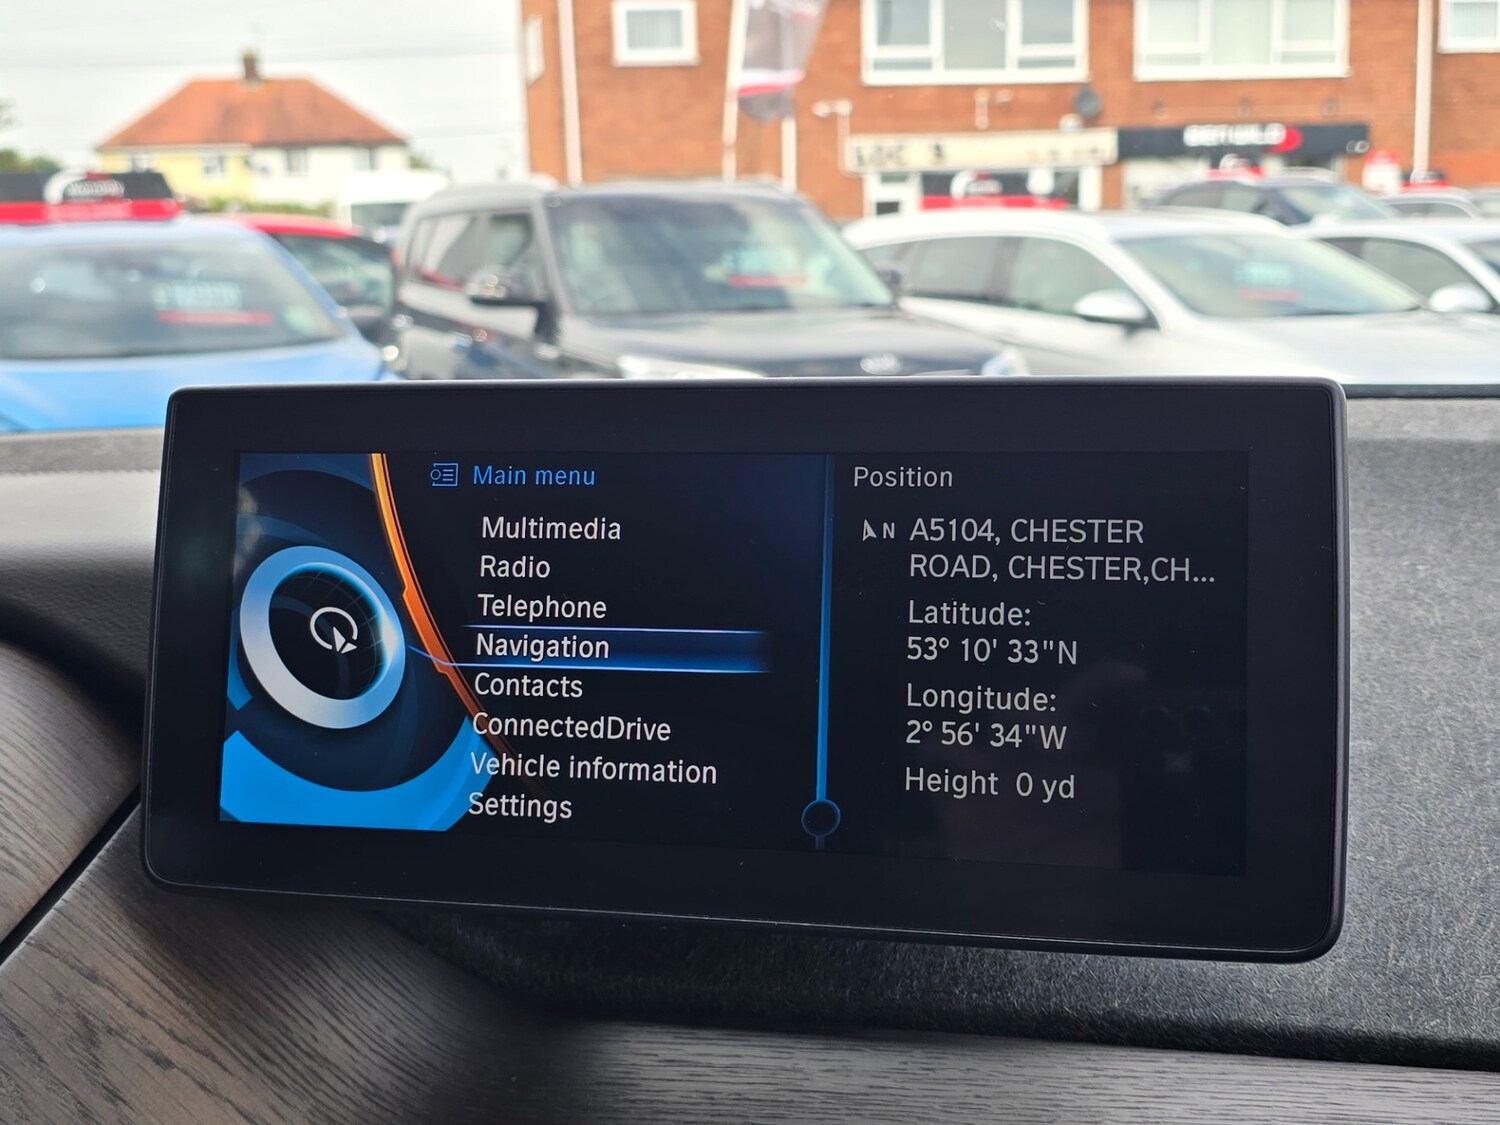 Main menu
Multimedia
Radio
Telephone
Navigation
Contacts
ConnectedDrive
Vehicle information
Settings
Position
N A5104, CHESTER
ROAD, CHESTER,CH...
Latitude:
53° 10' 33"N
Longitude:
2° 56' 34"W
Height 0 yd